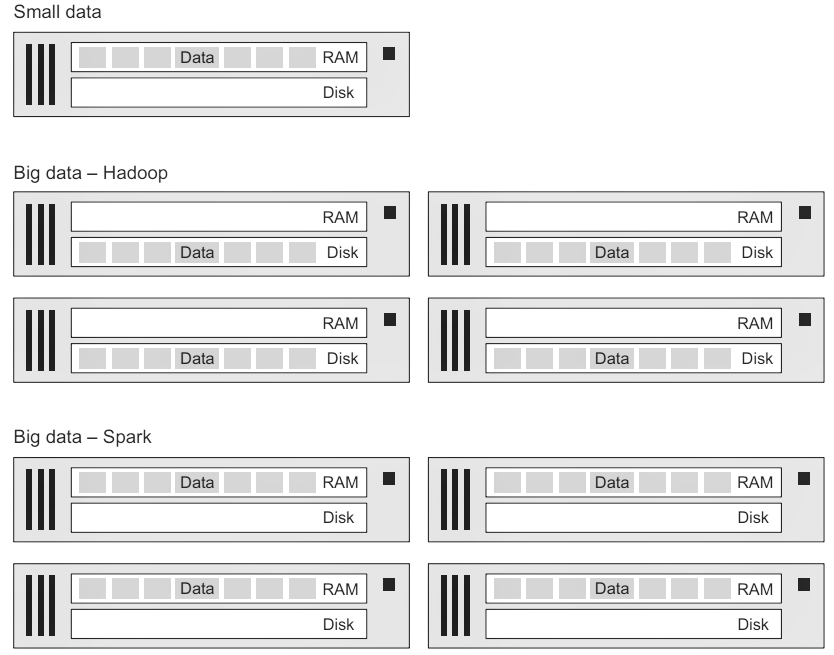 Small data
Data RAM
Disk
Big data – Hadoop
RAM RAM
Data Disk Data Disk
RAM RAM
Data Disk Data Disk
Big data – Spark
Data RAM Data RAM
Disk Disk
Data RAM Data RAM
Disk Disk